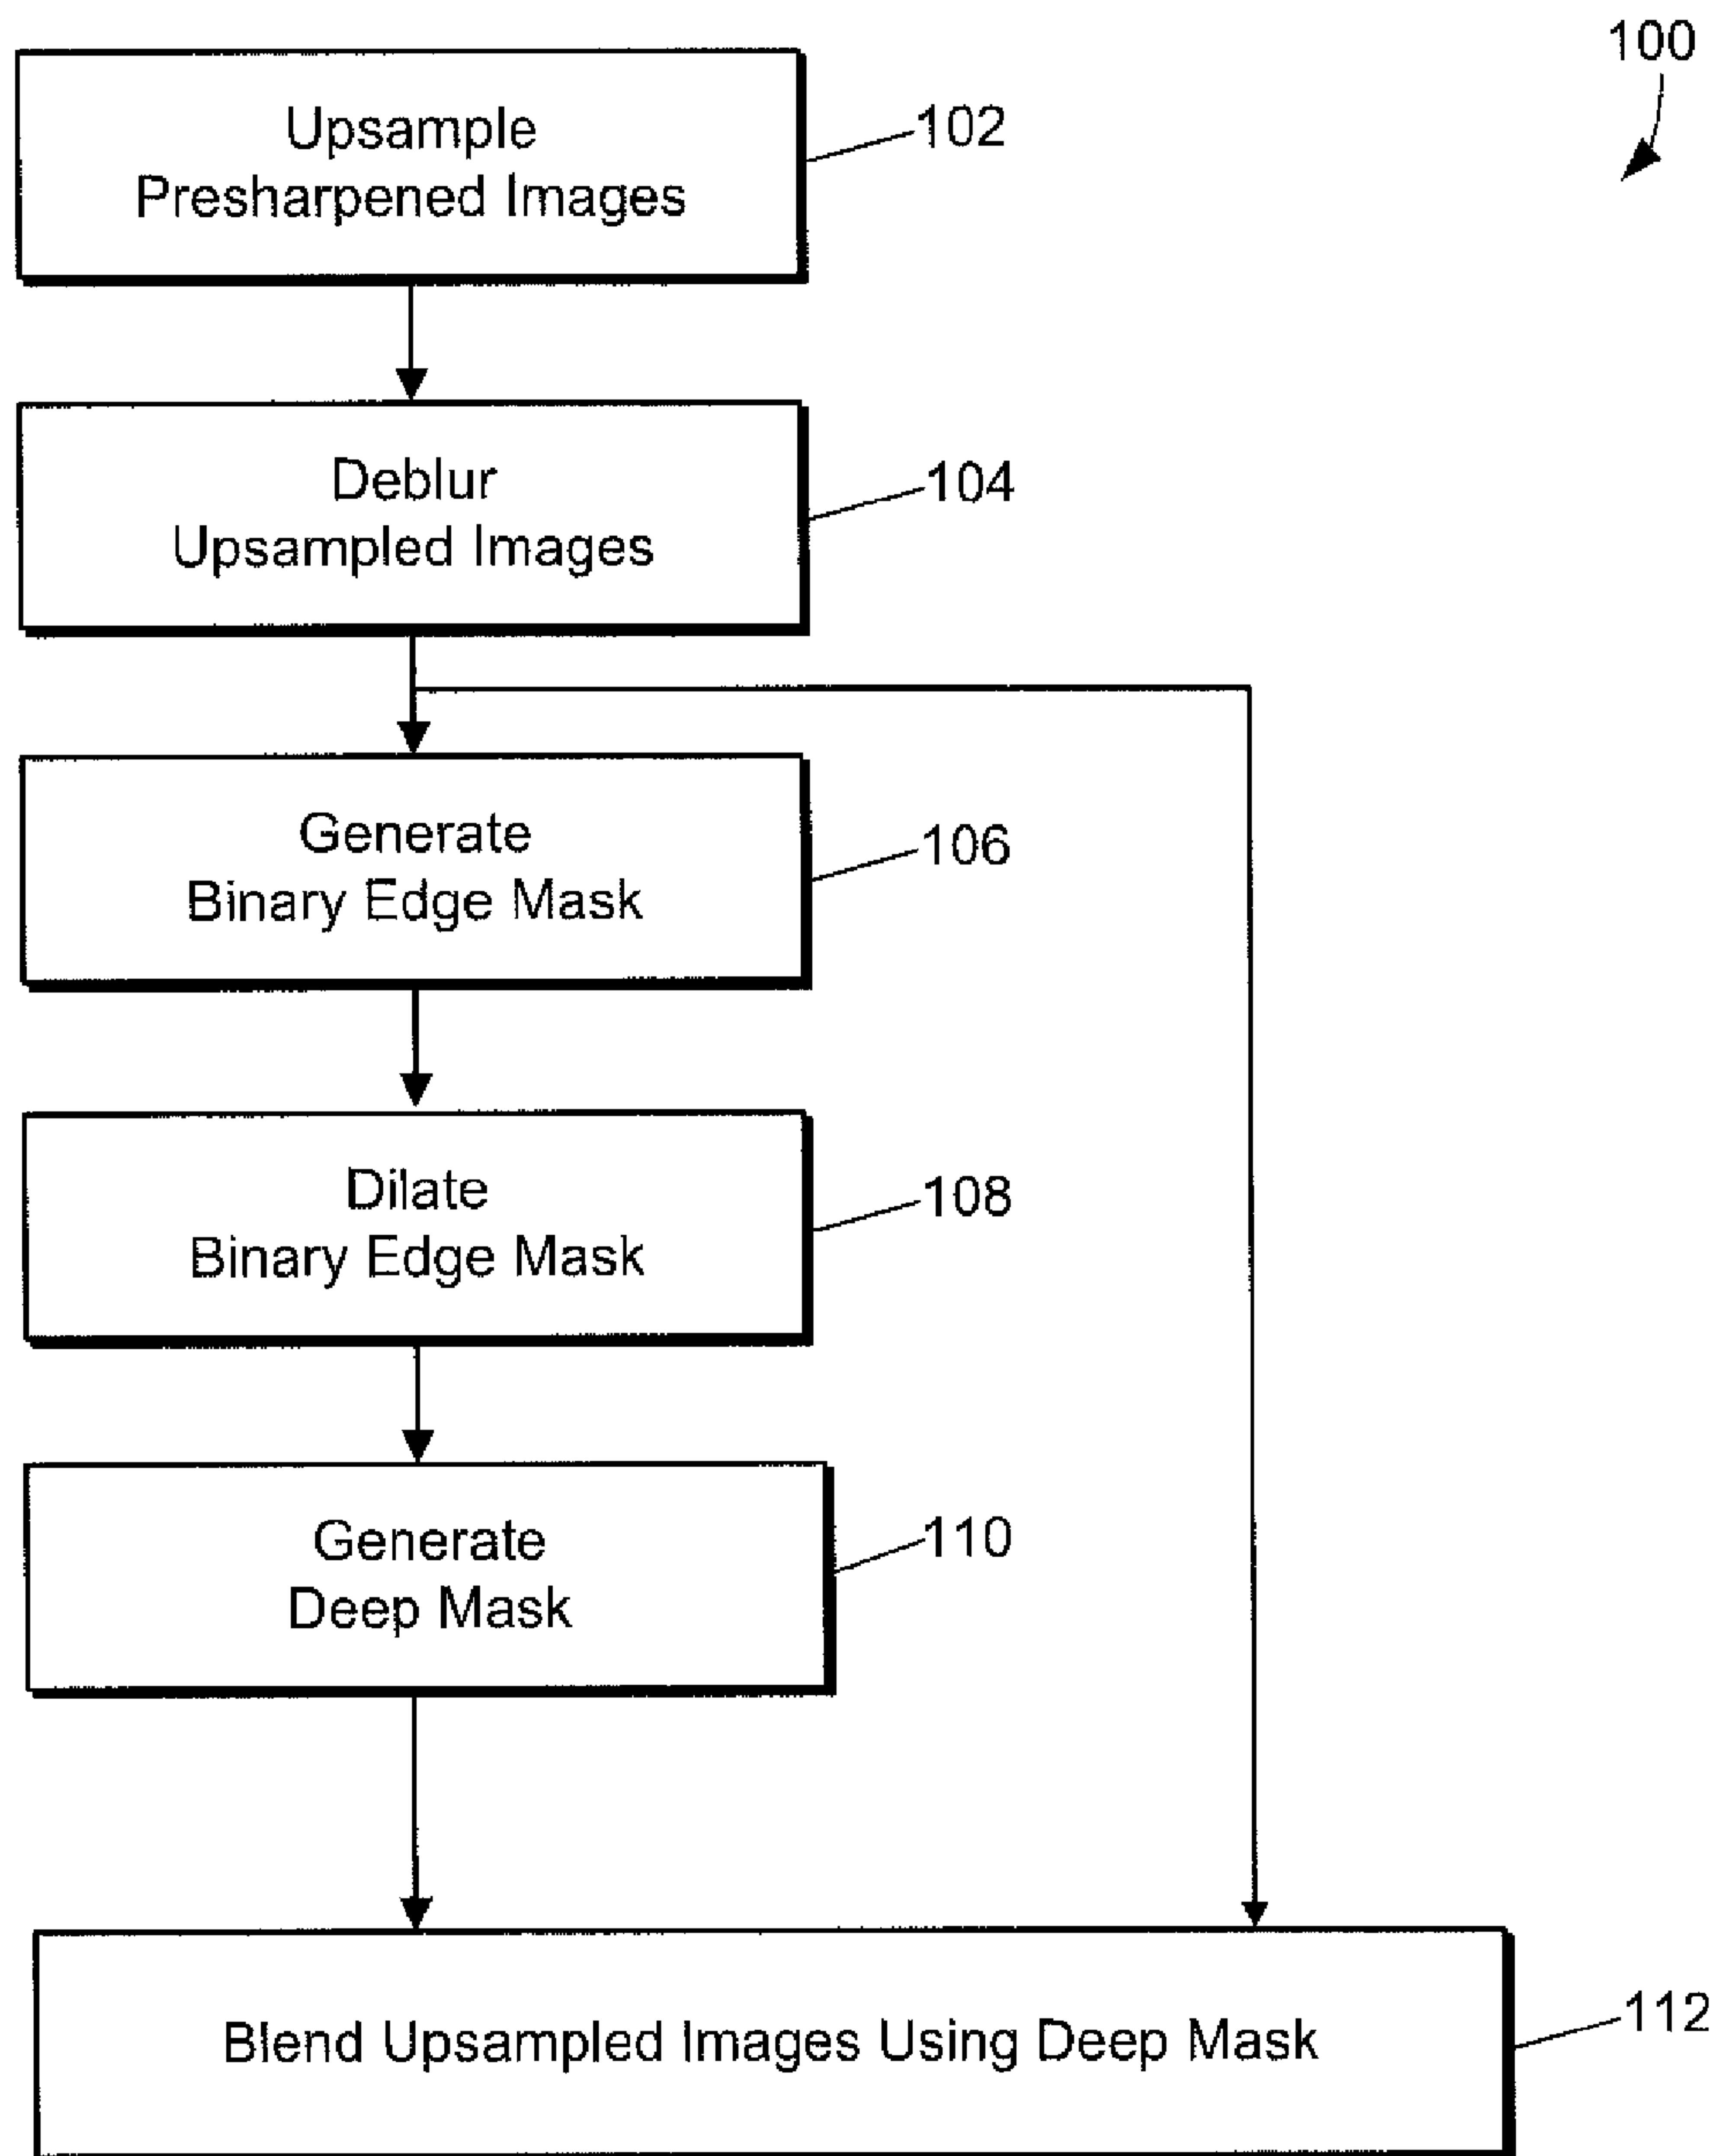 100
Upsample
Presharpened Images
102
Deblur
Upsampled Images
104
Generate
Binary Edge Mask
106
Dilate
Binary Edge Mask
108
Generate
Deep Mask
110
Blend Upsampled Images Using Deep Mask
112